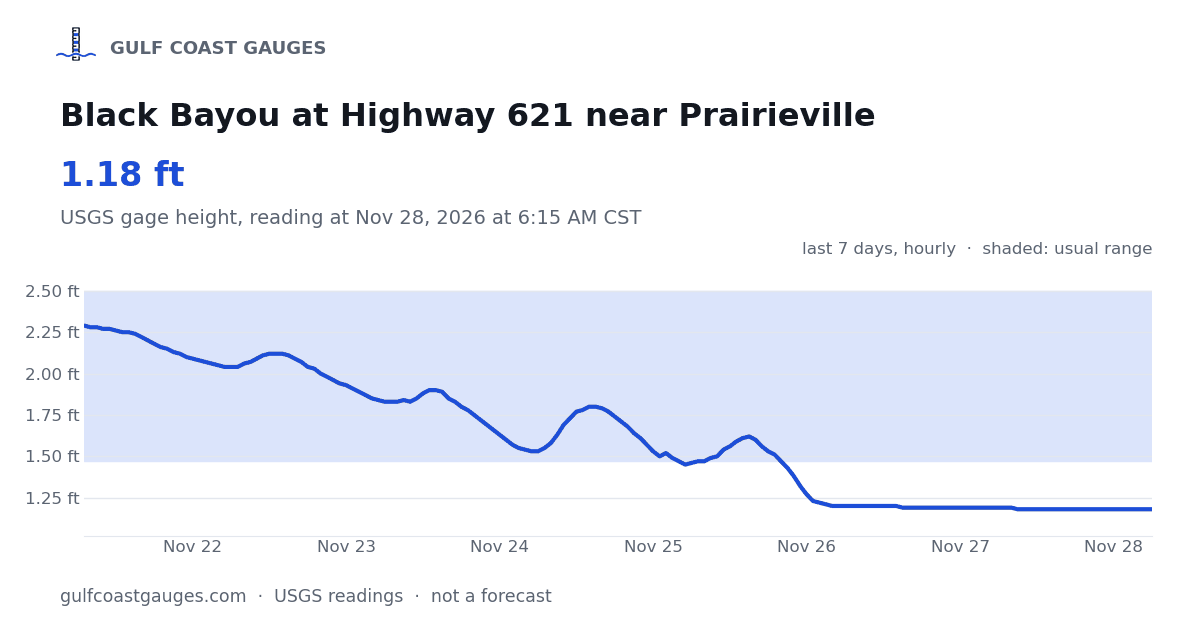 GULF COAST GAUGES
Black Bayou at Highway 621 near Prairieville
1.18 ft
USGS gage height, reading at Nov 28, 2026 at 6:15 AM CST
last 7 days, hourly · shaded: usual range
2.50 ft
2.25 ft
2.00 ft
1.75 ft
1.50 ft
1.25 ft
Nov 22 Nov 23 Nov 24 Nov 25 Nov 26 Nov 27 Nov 28
gulfcoastgauges.com · USGS readings · not a forecast